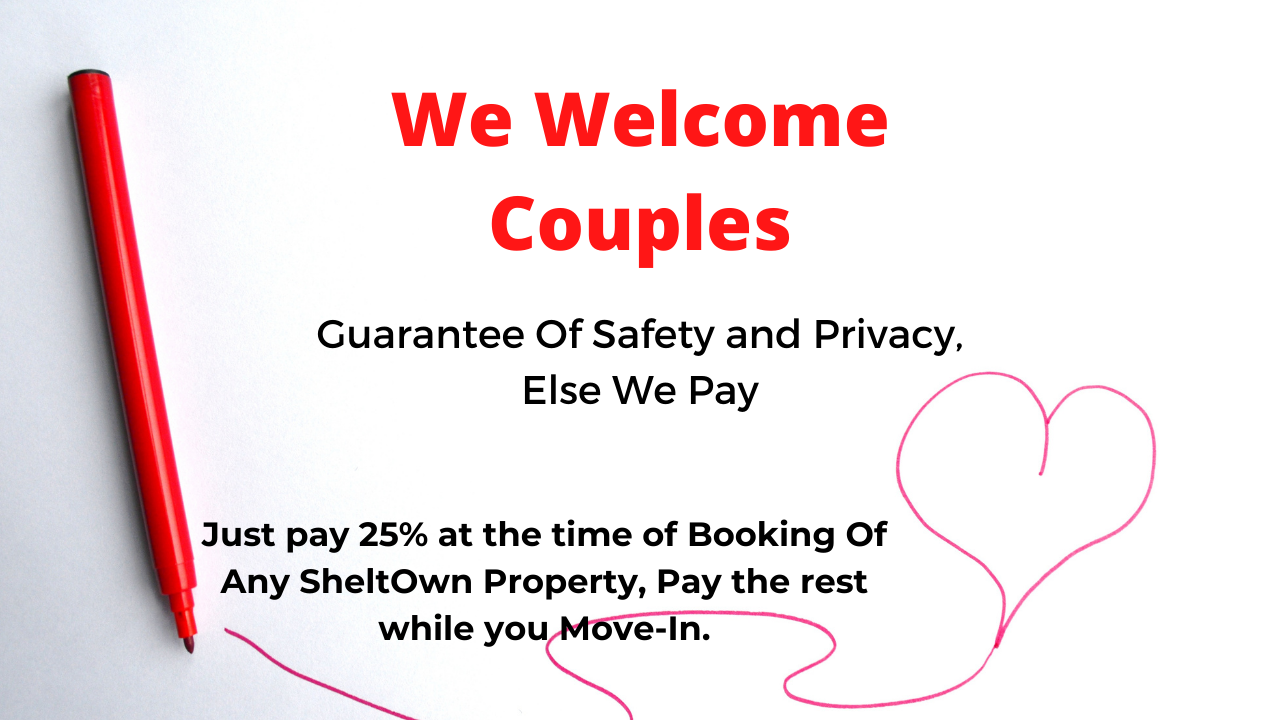 We Welcome
Couples
Guarantee Of Safety and Privacy,
Else We Pay
Just pay 25% at the time of Booking Of
Any SheltOwn Property, Pay the rest
while you Move-In.